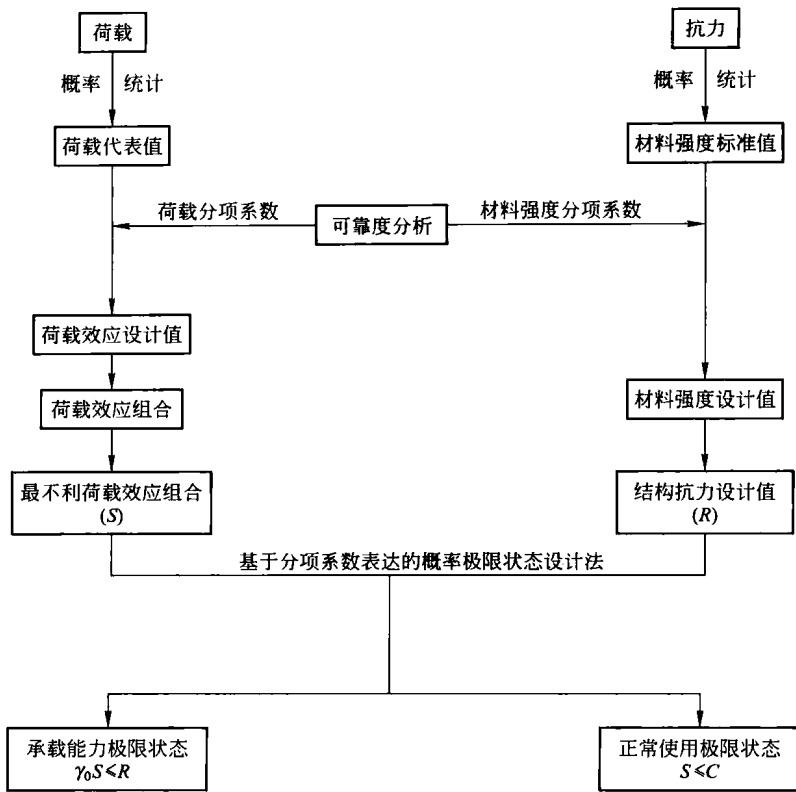 荷载
抗力
概率 统计
概率 统计
荷载代表值
材料强度标准值
荷载分项系数
可靠度分析
材料强度分项系数
荷载效应设计值
荷载效应组合
材料强度设计值
最不利荷载效应组合
(S)
结构抗力设计值
(R)
基于分项系数表达的概率极限状态设计法
承载能力极限状态
γ₀S≤R
正常使用极限状态
S≤C